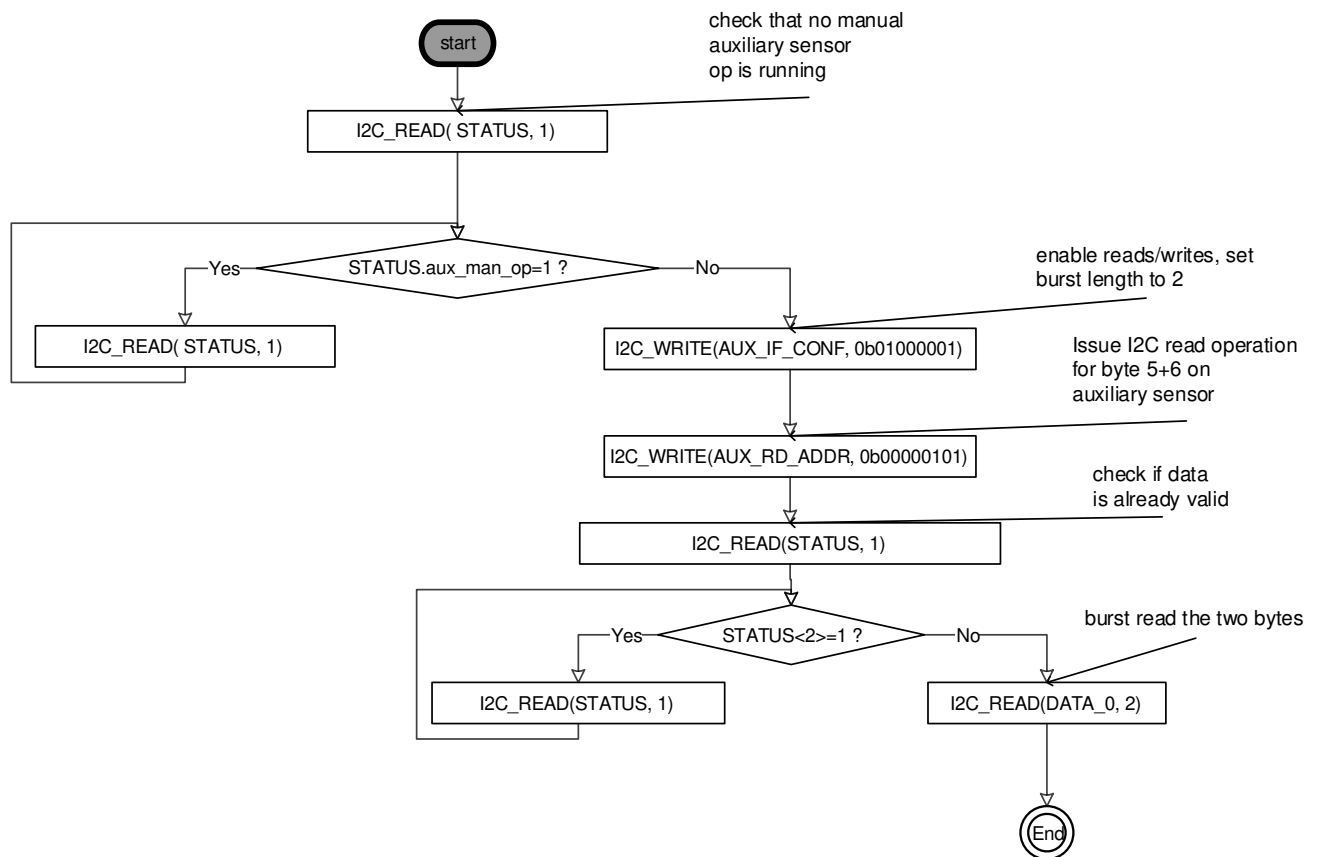 check that no manual
auxiliary sensor
op is running
start
I2C_READ( STATUS, 1)
STATUS.aux_man_op=1 ?
Yes
No
I2C_READ( STATUS, 1)
enable reads/writes, set
burst length to 2
I2C_WRITE(AUX_IF_CONF, 0b01000001)
Issue I2C read operation
for byte 5+6 on
auxiliary sensor
I2C_WRITE(AUX_RD_ADDR, 0b00000101)
check if data
is already valid
I2C_READ(STATUS, 1)
STATUS<2>=1 ?
Yes
No
burst read the two bytes
I2C_READ(STATUS, 1)
I2C_READ(DATA_0, 2)
End